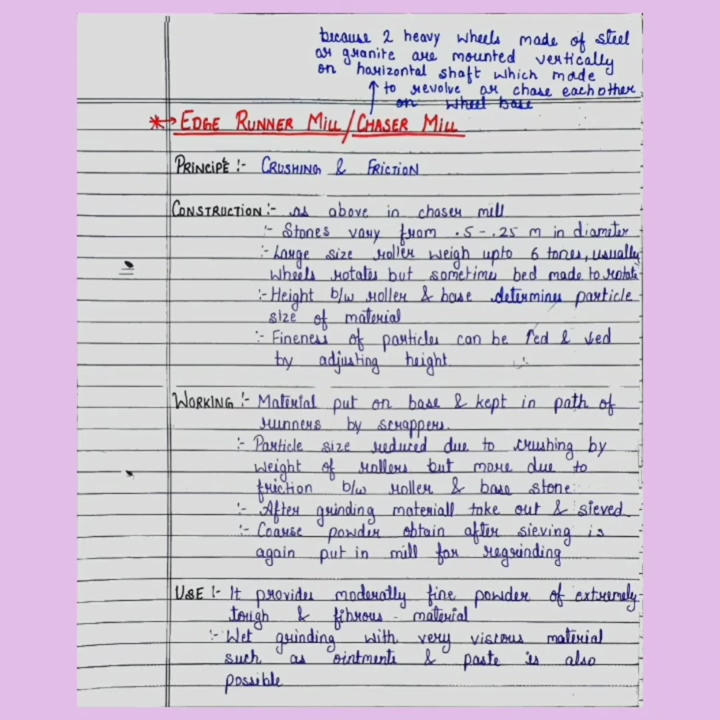 because 2 heavy wheels made of steel
or granite are mounted vertically
on horizontal shaft which made
↑ to revolve or chase each other
on wheel base
*→ EDGE RUNNER MILL / CHASER MILL
PRINCIPE :- CRUSHING & FRICTION
CONSTRUCTION :- As above in chaser mill
:- Stones vary from .5 - .25 m in diameter
:- Large size roller weigh upto 6 tones, usually
wheels rotates but sometime bed made to rotate
:- Height b/w roller & base determines particle
size of material
:- Fineness of particles can be ↑ed & ↓ed
by adjusting height
WORKING :- Material put on base & kept in path of
runners by scrappers.
:- Particle size reduced due to crushing by
weight of rollers but more due to
friction b/w roller & base stone
:- After grinding materiall take out & sieved
:- Coarse powder obtain after sieving is
again put in mill for regrinding
USE :- It provides moderatly fine powder of extremely
tough & fibrous - material
:- Wet grinding with very viscous material
such as ointments & paste is also
possible